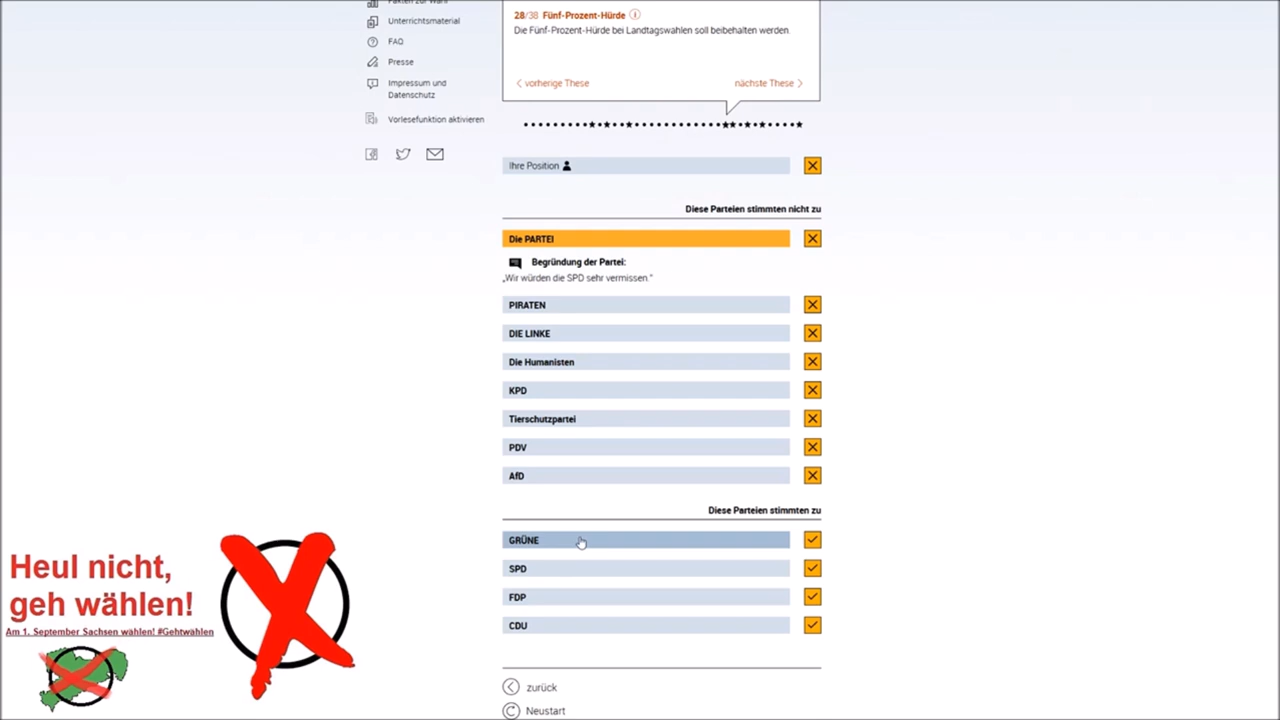 Fakten zur Wahl
Unterrichtsmaterial
FAQ
Presse
Impressum und
Datenschutz
Vorlesefunktion aktivieren
28/38 Fünf-Prozent-Hürde
Die Fünf-Prozent-Hürde bei Landtagswahlen soll beibehalten werden.
vorherige These
nächste These
Ihre Position
Diese Parteien stimmten nicht zu
Die PARTEI
Begründung der Partei:
„Wir würden die SPD sehr vermissen."
PIRATEN
DIE LINKE
Die Humanisten
KPD
Tierschutzpartei
PDV
AfD
Diese Parteien stimmten zu
GRÜNE
SPD
FDP
CDU
zurück
Neustart
Heul nicht,
geh wählen!
Am 1. September Sachsen wählen! #Gehtwählen